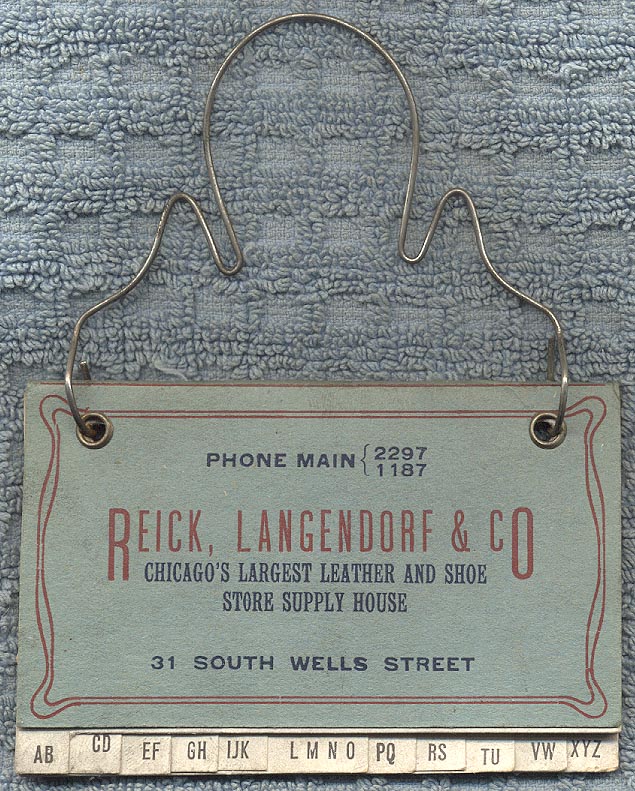 PHONE MAIN { 2297
1187
REICK, LANGENDORF & CO
CHICAGO'S LARGEST LEATHER AND SHOE
STORE SUPPLY HOUSE
31 SOUTH WELLS STREET
AB CD EF GH IJK LMNO PQ RS TU VW XYZ